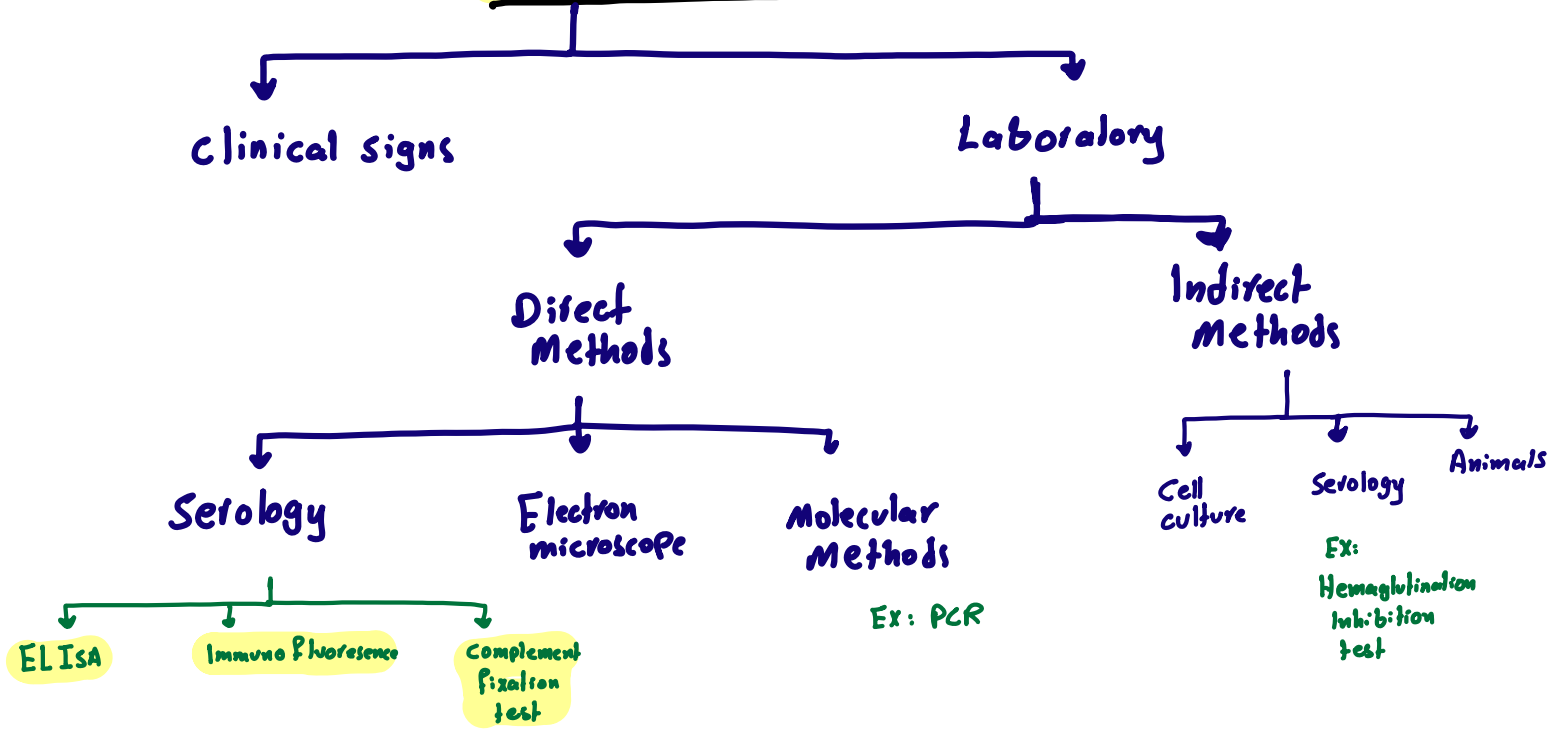 Clinical signs
Laboratory
Direct
Methods
Indirect
Methods
Serology
Electron
microscope
Molecular
Methods
Cell
culture
Serology
Animals
EX: PCR
EX:
Hemaglutination
Inhibition
test
ELISA
Immuno fluoresence
Complement
fixation
test